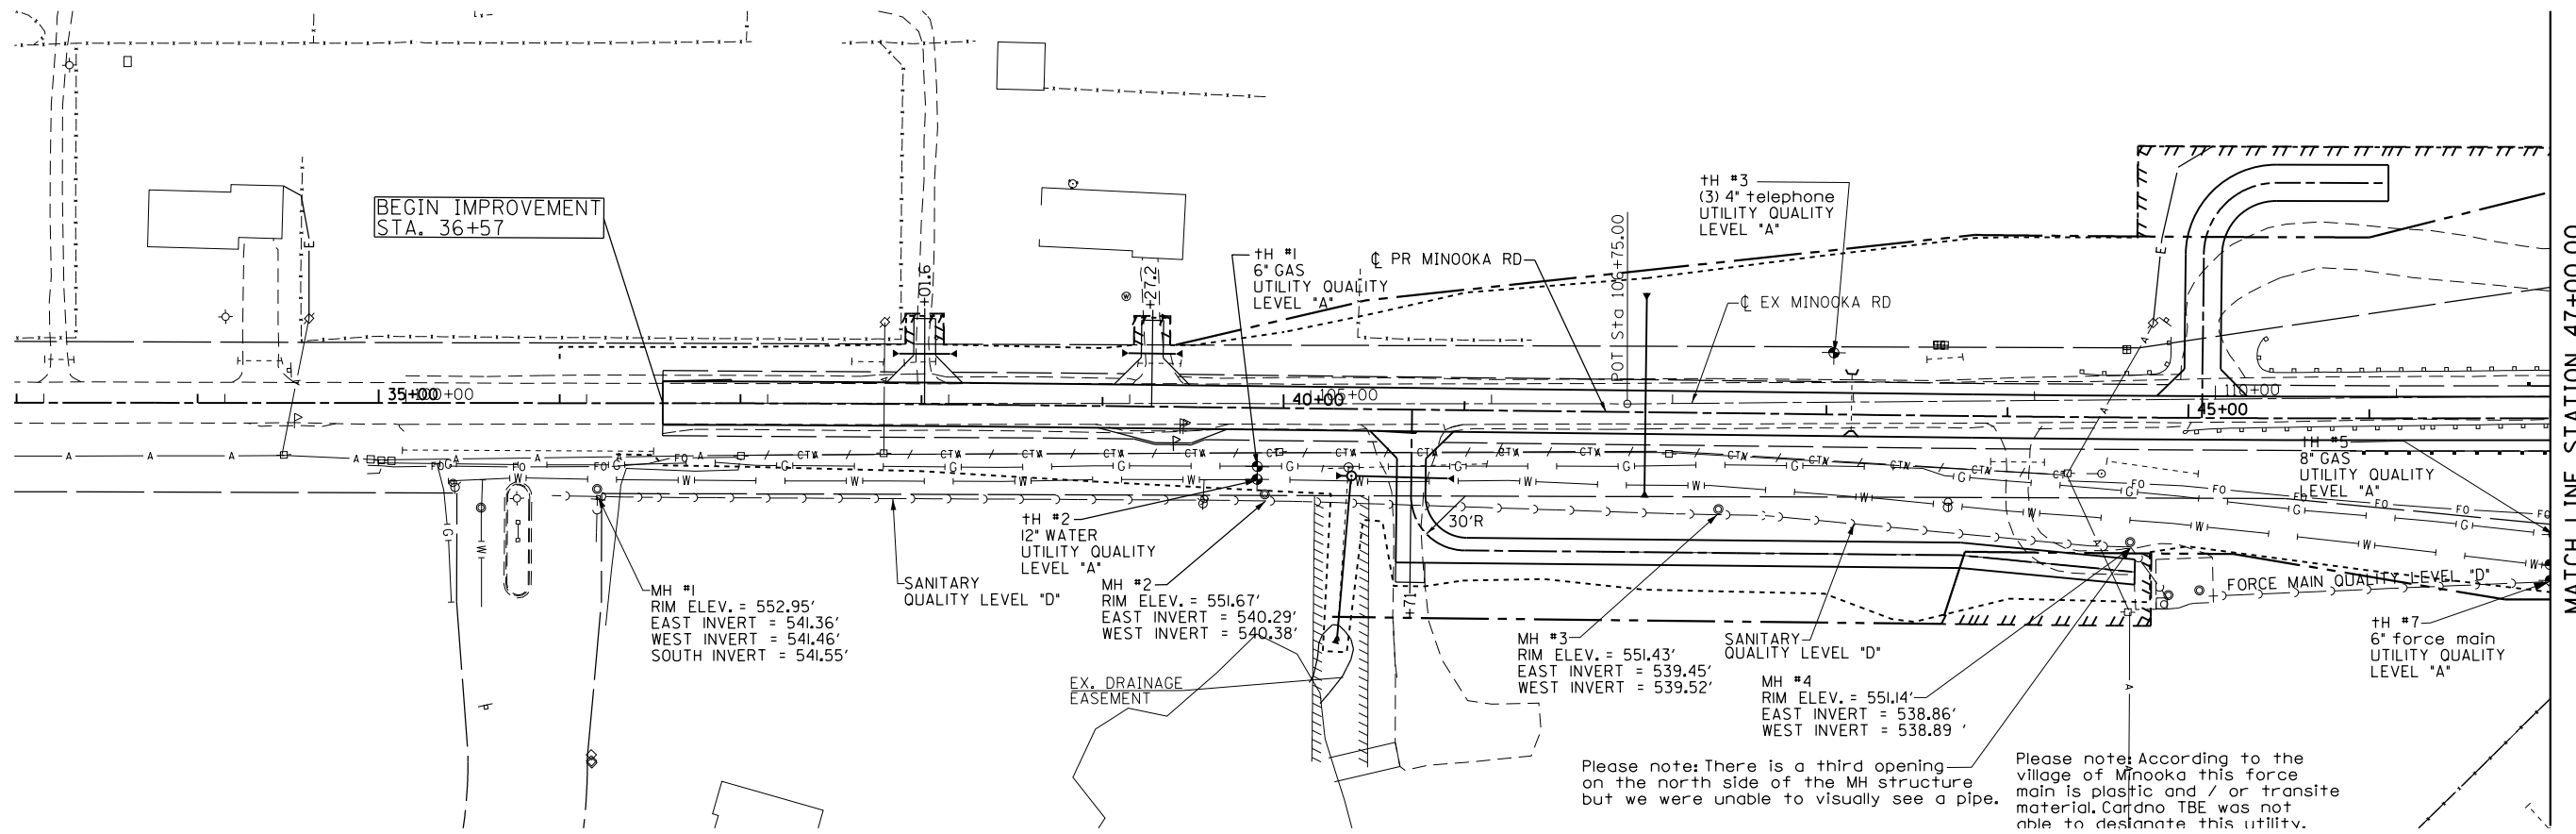 BEGIN IMPROVEMENT
STA. 36+57
+01.6
+27.2
TH #1
6" GAS
UTILITY QUALITY
LEVEL "A"
℄ PR MINOOKA RD
POT Sta 106+75.00
TH #3
(3) 4" telephone
UTILITY QUALITY
LEVEL "A"
℄ EX MINOOKA RD
MATCH LINE STATION 47+00.00
35+00
40+00
105+00
45+00
110+00
TH #5
8" GAS
UTILITY QUALITY
LEVEL "A"
TH #2
12" WATER
UTILITY QUALITY
LEVEL "A"
30'R
+71
MH #1
RIM ELEV. = 552.95'
EAST INVERT = 541.36'
WEST INVERT = 541.46'
SOUTH INVERT = 541.55'
SANITARY
QUALITY LEVEL "D"
MH #2
RIM ELEV. = 551.67'
EAST INVERT = 540.29'
WEST INVERT = 540.38'
EX. DRAINAGE
EASEMENT
MH #3
RIM ELEV. = 551.43'
EAST INVERT = 539.45'
WEST INVERT = 539.52'
SANITARY
QUALITY LEVEL "D"
MH #4
RIM ELEV. = 551.14'
EAST INVERT = 538.86'
WEST INVERT = 538.89 '
FORCE MAIN QUALITY LEVEL "D"
TH #7
6" force main
UTILITY QUALITY
LEVEL "A"
Please note: There is a third opening
on the north side of the MH structure
but we were unable to visually see a pipe.
Please note: According to the
village of Minooka this force
main is plastic and / or transite
material. Cardno TBE was not
able to designate this utility.